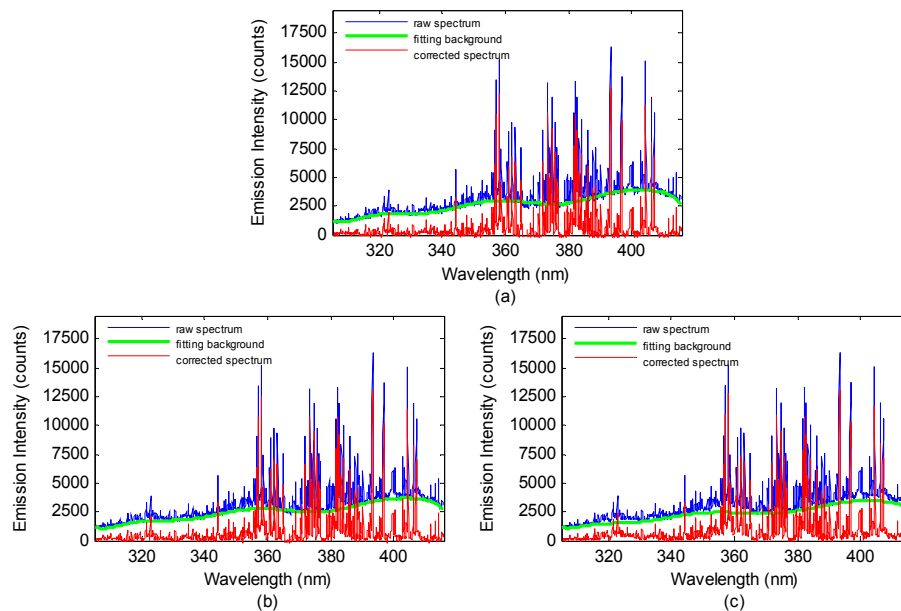 17500
15000
12500
10000
7500
5000
2500
0
Emission Intensity (counts)
raw spectrum
fitting background
corrected spectrum
320 340 360 380 400
Wavelength (nm)
(a)
17500
15000
12500
10000
7500
5000
2500
0
Emission Intensity (counts)
raw spectrum
fitting background
corrected spectrum
320 340 360 380 400
Wavelength (nm)
(b)
17500
15000
12500
10000
7500
5000
2500
0
Emission Intensity (counts)
raw spectrum
fitting background
corrected spectrum
320 340 360 380 400
Wavelength (nm)
(c)